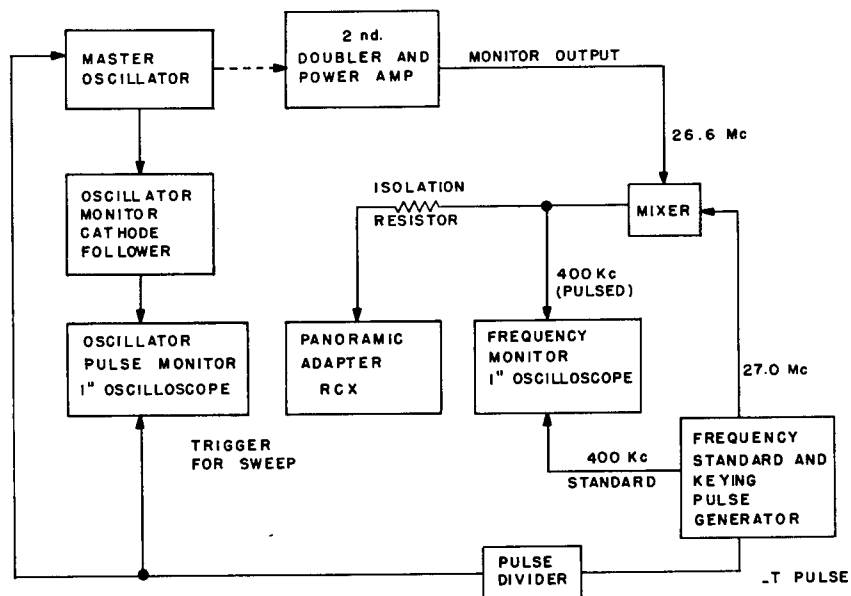 MASTER
OSCILLATOR
2 nd.
DOUBLER AND
POWER AMP
MONITOR OUTPUT
26.6 Mc
OSCILLATOR
MONITOR
CATHODE
FOLLOWER
ISOLATION
RESISTOR
MIXER
400 Kc
(PULSED)
OSCILLATOR
PULSE MONITOR
1" OSCILLOSCOPE
PANORAMIC
ADAPTER
RCX
FREQUENCY
MONITOR
1" OSCILLOSCOPE
27.0 Mc
TRIGGER
FOR SWEEP
400 Kc
STANDARD
FREQUENCY
STANDARD AND
KEYING
PULSE
GENERATOR
PULSE
DIVIDER
T PULSE